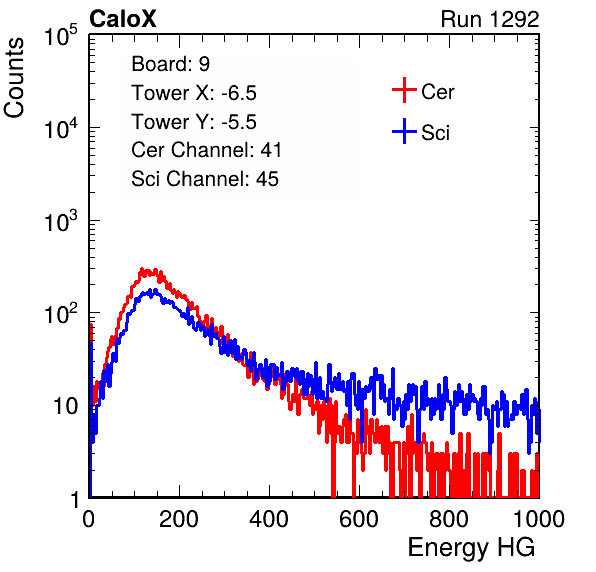 CaloX Run 1292
Counts
10^5
10^4
10^3
10^2
10
1
Board: 9
Tower X: -6.5
Tower Y: -5.5
Cer Channel: 41
Sci Channel: 45
Cer
Sci
0 200 400 600 800 1000
Energy HG